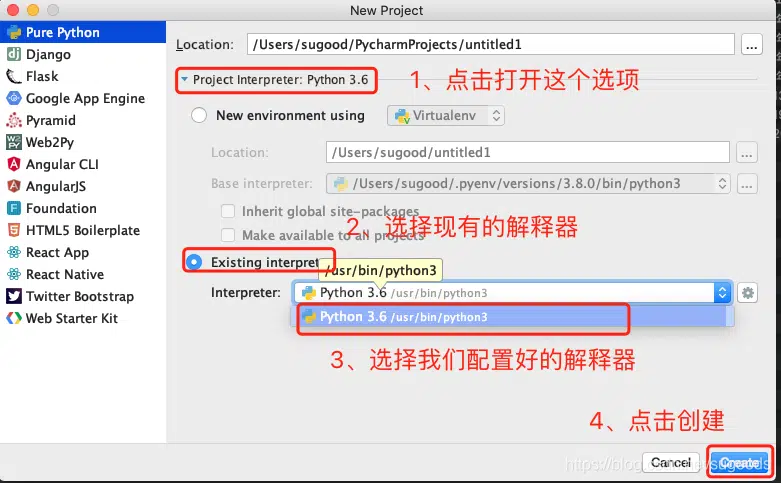 New Project
Pure Python
Django
Flask
Google App Engine
Pyramid
Web2Py
Angular CLI
AngularJS
Foundation
HTML5 Boilerplate
React App
React Native
Twitter Bootstrap
Web Starter Kit
Location: /Users/sugood/PycharmProjects/untitled1 ...
Project Interpreter: Python 3.6
1、点击打开这个选项
New environment using Virtualenv
Location: /Users/sugood/untitled1 ...
Base interpreter: /Users/sugood/.pyenv/versions/3.8.0/bin/python3 ...
Inherit global site-packages
2、选择现有的解释器
Make available to all projects
Existing interpret
/usr/bin/python3
Interpreter: Python 3.6 /usr/bin/python3
Python 3.6 /usr/bin/python3
3、选择我们配置好的解释器
4、点击创建
Cancel Create
https://blog.